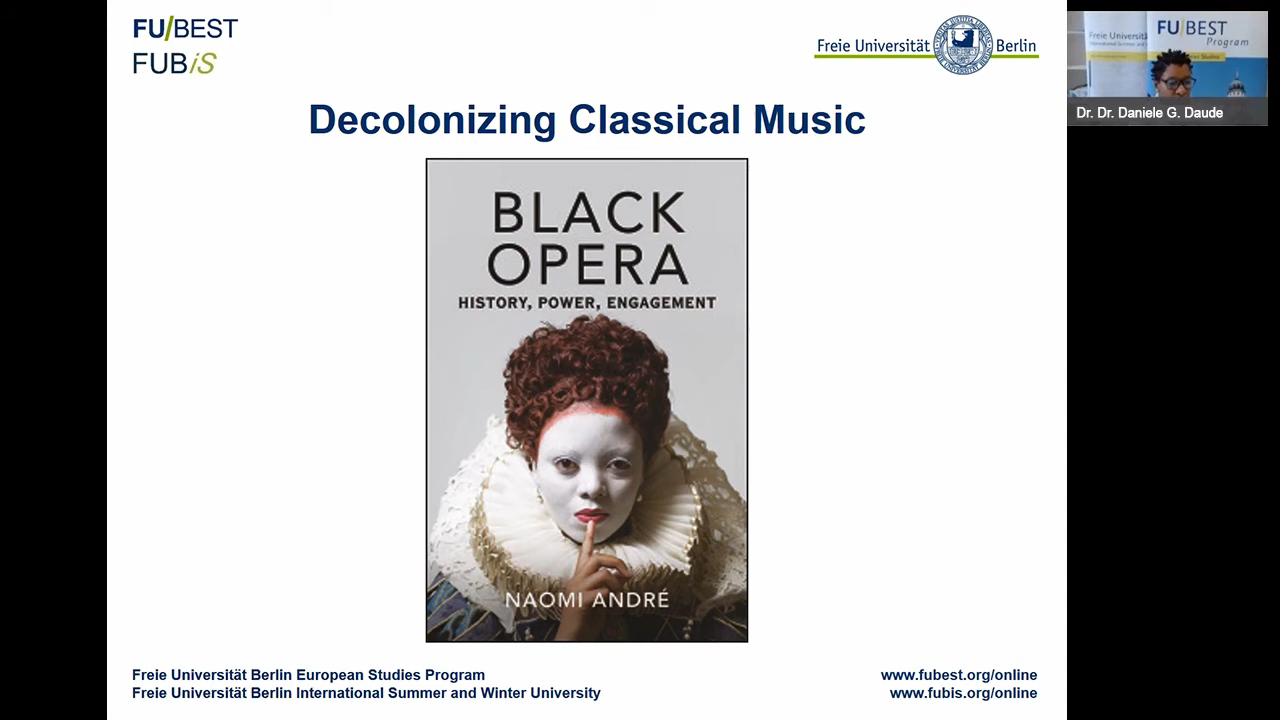 FU/BEST
FUBiS
Freie Universität Berlin
Decolonizing Classical Music
BLACK
OPERA
HISTORY, POWER, ENGAGEMENT
NAOMI ANDRÉ
Freie Universität Berlin European Studies Program
Freie Universität Berlin International Summer and Winter University
www.fubest.org/online
www.fubis.org/online
FU/BEST
Program
Dr. Dr. Daniele G. Daude